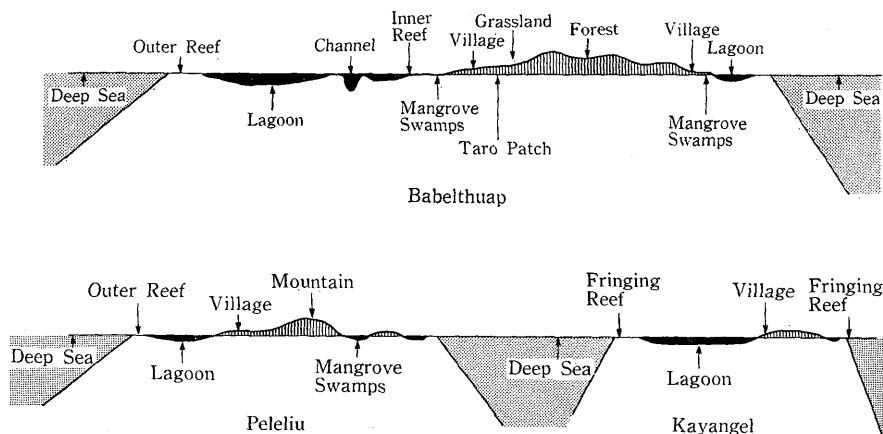 Outer Reef
Channel
Inner
Reef
Village
Grassland
Forest
Village
Lagoon
Deep Sea
Lagoon
Mangrove
Swamps
Taro Patch
Mangrove
Swamps
Deep Sea
Babelthuap
Outer Reef
Village
Mountain
Fringing
Reef
Village
Fringing
Reef
Deep Sea
Lagoon
Mangrove
Swamps
Deep Sea
Lagoon
Peleliu
Kayangel